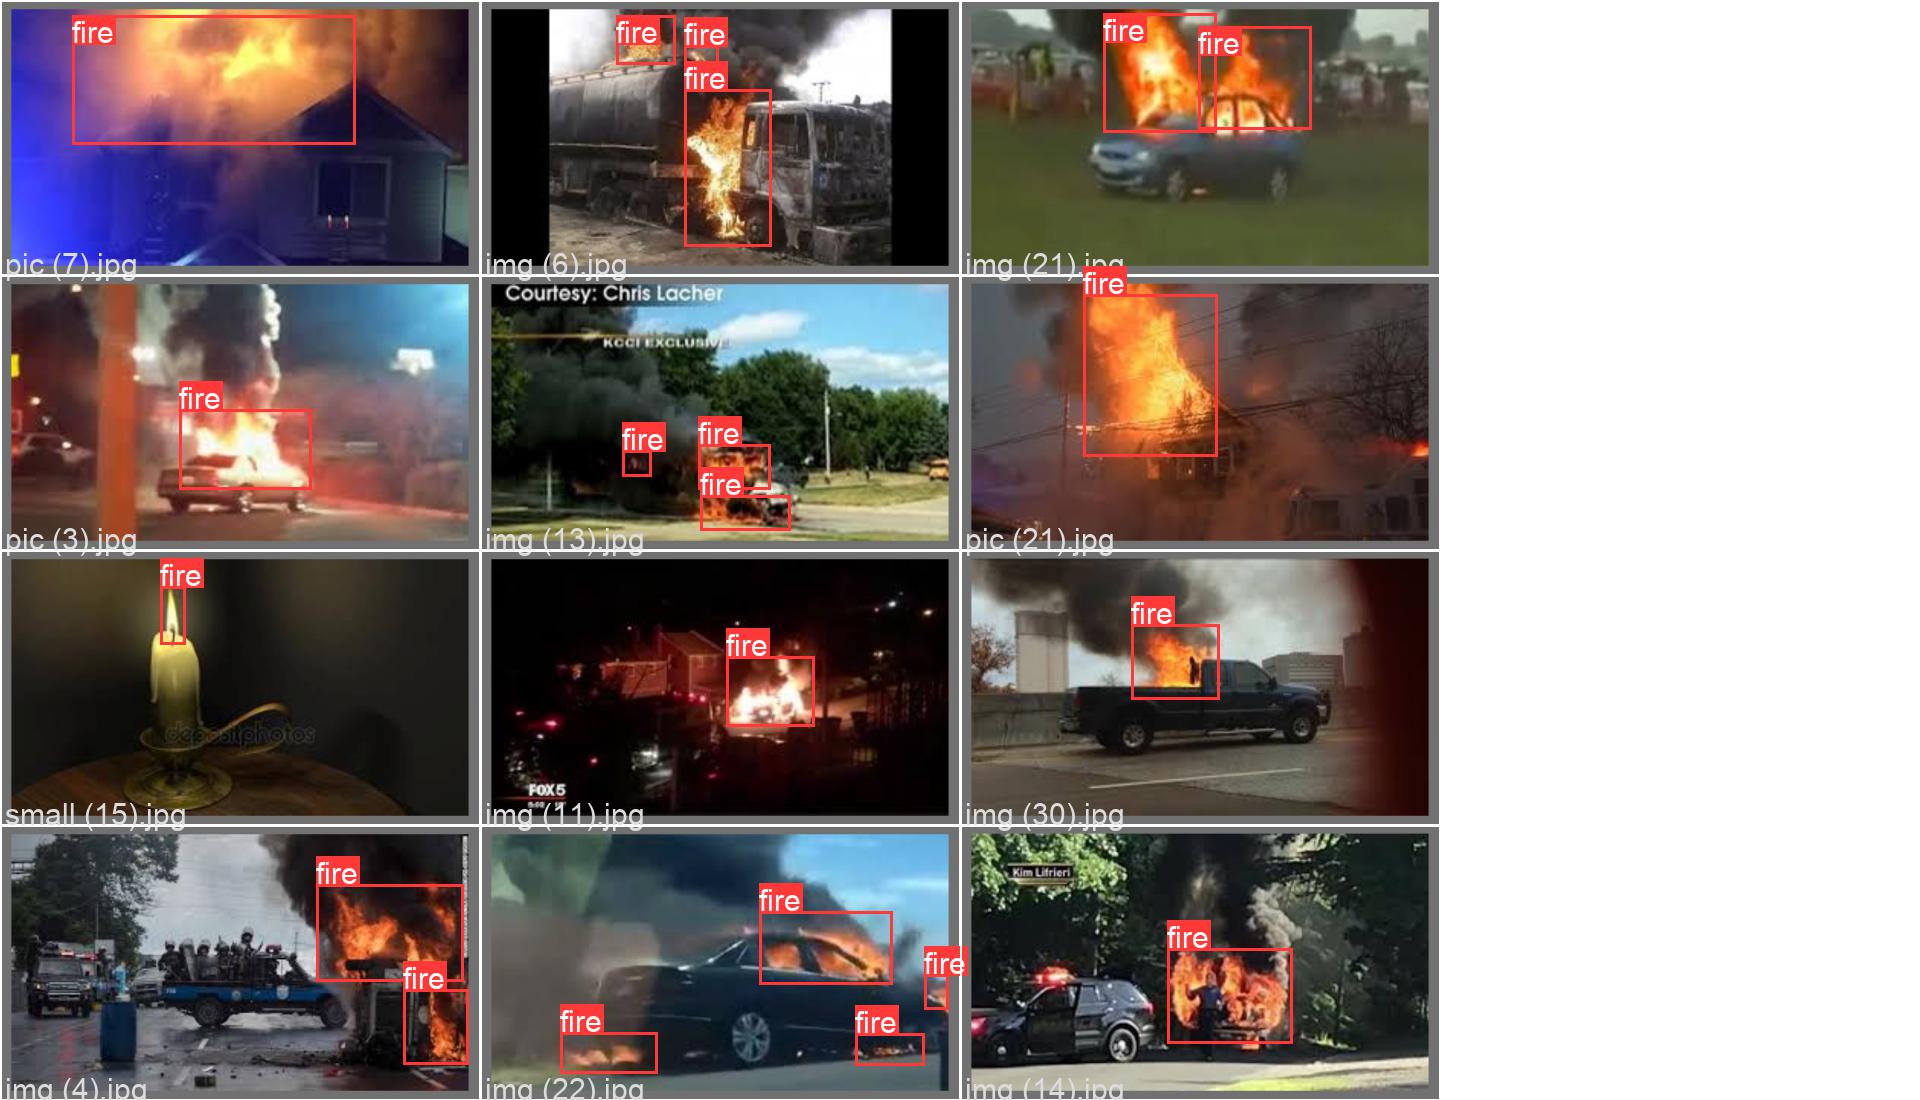 fire
pic (7).jpg
fire
fire
fire
img (6).jpg
fire
fire
img (21).jpg
fire
pic (3).jpg
Courtesy: Chris Lacher
KCCI EXCLUSIVE
fire
fire
fire
img (13).jpg
fire
pic (21).jpg
fire
depositphotos
small (15).jpg
fire
FOX5
img (11).jpg
fire
img (30).jpg
fire
fire
img (4).jpg
fire
fire
fire
fire
img (22).jpg
Kim Lifrieri
fire
img (14).jpg